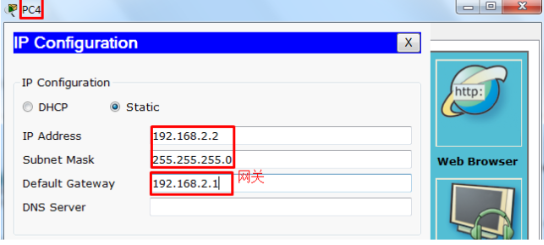 PC4
IP Configuration
X
IP Configuration
DHCP
Static
IP Address
192.168.2.2
Subnet Mask
255.255.255.0
Default Gateway
192.168.2.1
网关
DNS Server
http:
Web Browser